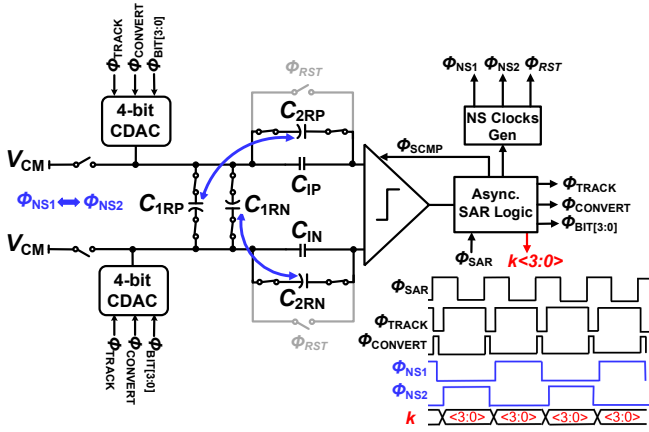 ΦTRACK
ΦCONVERT
ΦBIT[3:0]
4-bit
CDAC
VCM
ΦNS1 ΦNS2
VCM
4-bit
CDAC
ΦTRACK
ΦCONVERT
ΦBIT[3:0]
ΦRST
C2RP
CIP
C1RP
C1RN
CIN
C2RN
ΦRST
ΦNS1
ΦNS2
ΦRST
NS Clocks
Gen
ΦSCMP
Async.
SAR Logic
ΦTRACK
ΦCONVERT
ΦBIT[3:0]
ΦSAR
k<3:0>
ΦSAR
ΦTRACK
ΦCONVERT
ΦNS1
ΦNS2
k <3:0> <3:0> <3:0> <3:0>